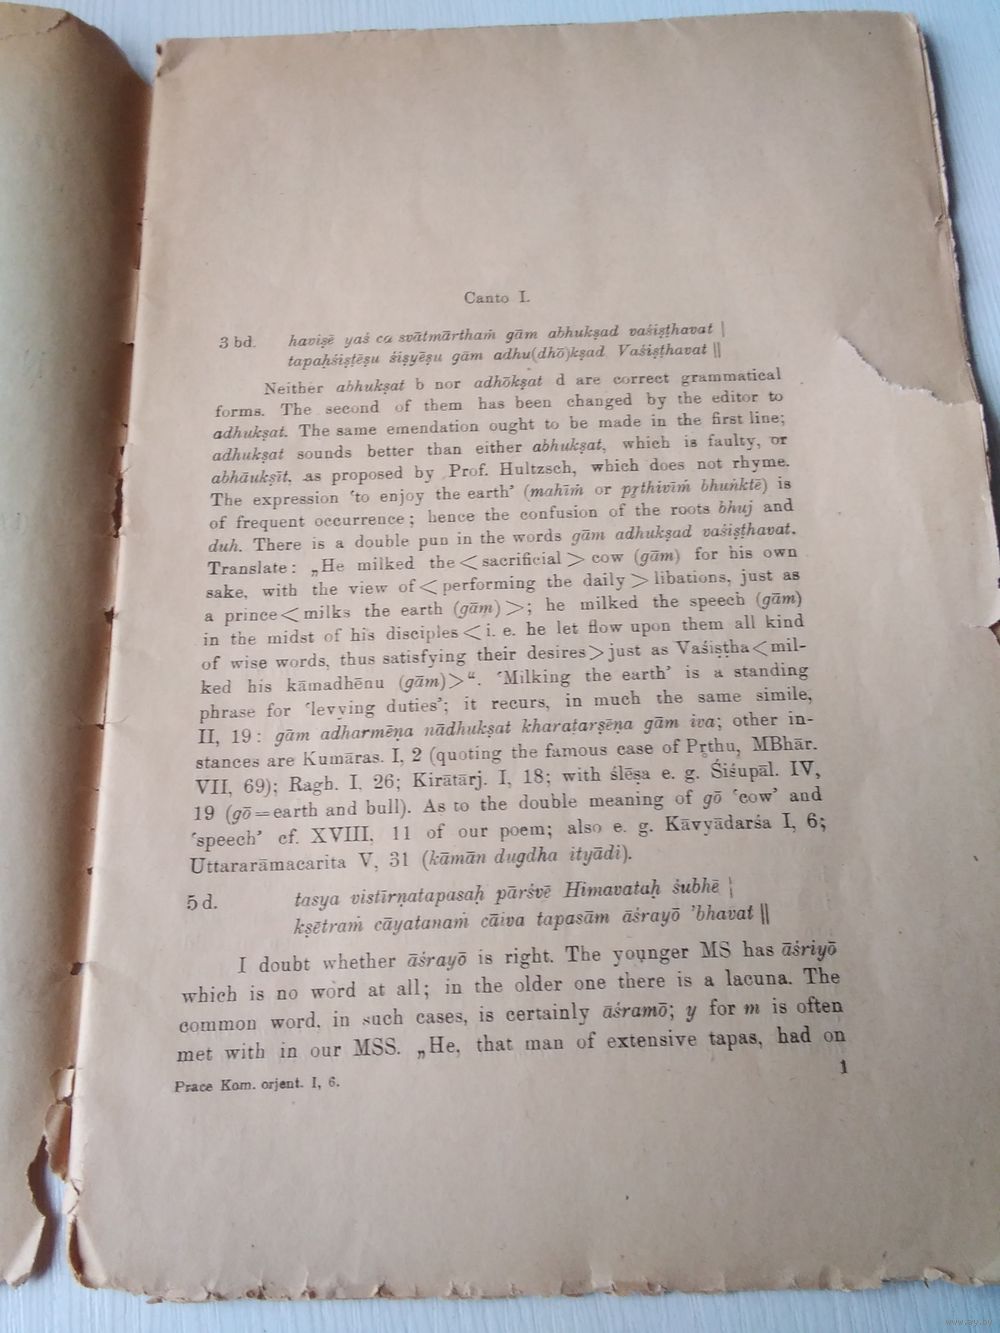 Canto I.
3 bd. haviṣē yaś ca svātmārthaṁ gām abhukṣad vaśiṣṭhavat |
tapaḥśiṣṭēṣu śiṣyēṣu gām adhu(dhō)kṣad Vaśiṣṭhavat ||
Neither abhukṣat b nor adhōkṣat d are correct grammatical
forms. The second of them has been changed by the editor to
adhukṣat. The same emendation ought to be made in the first line;
adhukṣat sounds better than either abhukṣat, which is faulty, or
abhāukṣīt, as proposed by Prof. Hultzsch, which does not rhyme.
The expression ‛to enjoy the earth’ (mahīṁ or pr̥thivīṁ bhuṅktē) is
of frequent occurrence; hence the confusion of the roots bhuj and
duh. There is a double pun in the words gām adhukṣad vaśiṣṭhavat.
Translate: „He milked the < sacrificial > cow (gām) for his own
sake, with the view of < performing the daily > libations, just as
a prince < milks the earth (gām) >; he milked the speech (gām)
in the midst of his disciples < i. e. he let flow upon them all kind
of wise words, thus satisfying their desires > just as Vaśiṣṭha < mil-
ked his kāmadhēnu (gām) >“. ‛Milking the earth’ is a standing
phrase for ‛levying duties’; it recurs, in much the same simile,
II, 19: gām adharmēṇa nādhukṣat kharatarṣēṇa gām iva; other in-
stances are Kumāras. I, 2 (quoting the famous case of Pr̥thu, MBhār.
VII, 69); Ragh. I, 26; Kirātārj. I, 18; with ślēṣa e. g. Śiśupāl. IV,
19 (gō = earth and bull). As to the double meaning of gō ‛cow’ and
‛speech’ cf. XVIII, 11 of our poem; also e. g. Kāvyādarśa I, 6;
Uttararāmacarita V, 31 (kāmān dugdha ityādi).
5 d. tasya vistīrṇatapasaḥ pārśvē Himavataḥ śubhē |
kṣētraṁ cāyatanaṁ cāiva tapasām āśrayō ’bhavat ||
I doubt whether āśrayō is right. The younger MS has āśriyō
which is no word at all; in the older one there is a lacuna. The
common word, in such cases, is certainly āśramō; y for m is often
met with in our MSS. „He, that man of extensive tapas, had on
Prace Kom. orjent. I, 6. 1
www.ay.by